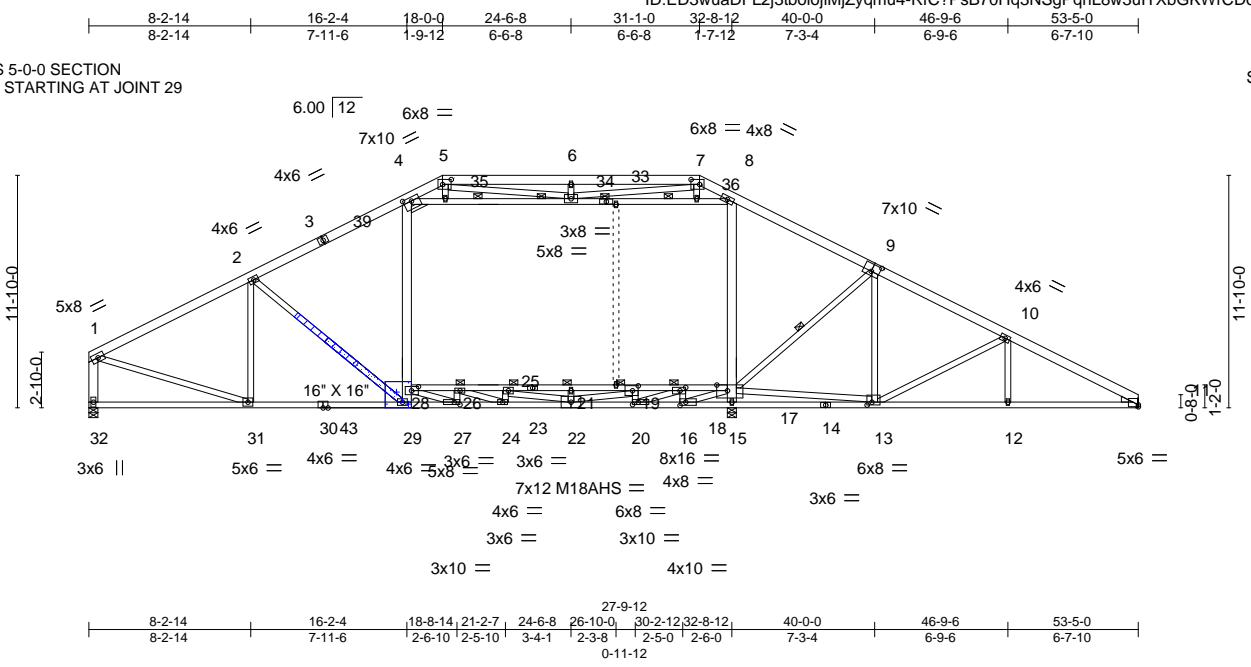 8-2-14 16-2-4 18-0-0 24-6-8 31-1-0 32-8-12 40-0-0 46-9-6 53-5-0
8-2-14 7-11-6 1-9-12 6-6-8 6-6-8 1-7-12 7-3-4 6-9-6 6-7-10
5-0-0 SECTION
STARTING AT JOINT 29
6.00 12
6x8 =
7x10
6x8 = 4x8
4 5 6 7 8
4x6
35 34 33 36
3 39
4x6
7x10
3x8 =
5x8 =
2
9
11-10-0
11-10-0
4x6
5x8
1
10
2-10-0
16" X 16"
25
28 26 21 19
0-8-0
1-2-0
32 31 30 43 29 27 24 23 22 20 16 18 15 17 14 13 12
3x6 ||
5x6 =
4x6 =
4x6 =
5x8 =
3x6 =
3x6 =
8x16 =
4x8 =
6x8 =
5x6 =
7x12 M18AHS =
3x6 =
4x6 =
6x8 =
3x6 =
3x10 =
3x10 =
4x10 =
27-9-12
8-2-14 16-2-4 18-8-14 21-2-7 24-6-8 26-10-0 30-2-12 32-8-12 40-0-0 46-9-6 53-5-0
8-2-14 7-11-6 2-6-10 2-5-10 3-4-1 2-3-8 2-5-0 2-6-0 7-3-4 6-9-6 6-7-10
0-11-12